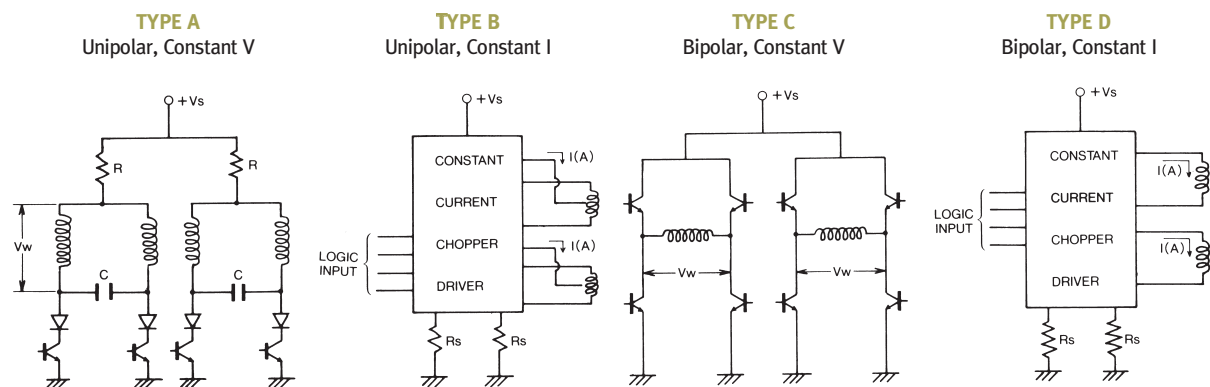 TYPE A
Unipolar, Constant V
+Vs
R
R
Vw
C
C
TYPE B
Unipolar, Constant I
+Vs
CONSTANT
CURRENT
CHOPPER
DRIVER
LOGIC
INPUT
I(A)
I(A)
Rs
Rs
TYPE C
Bipolar, Constant V
+Vs
Vw
Vw
TYPE D
Bipolar, Constant I
+Vs
CONSTANT
CURRENT
CHOPPER
DRIVER
LOGIC
INPUT
I(A)
I(A)
Rs
Rs